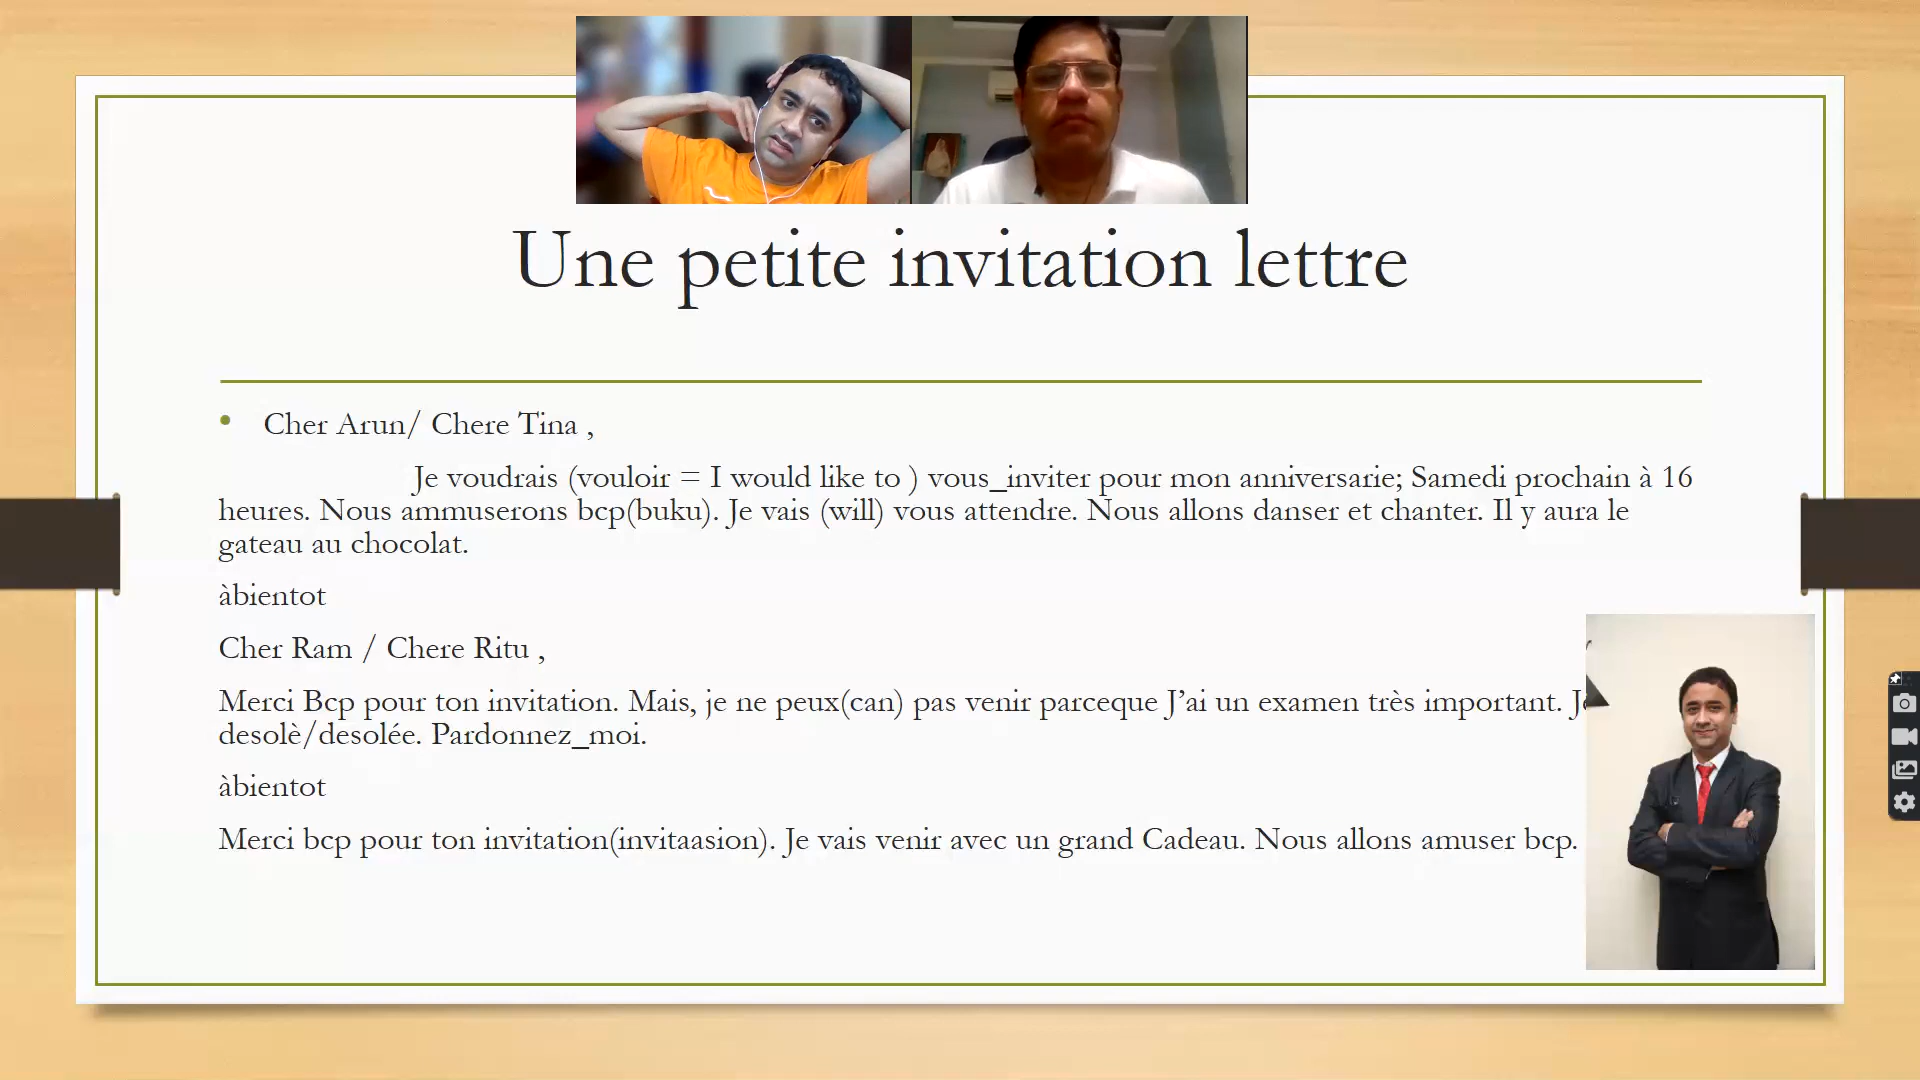 Une petite invitation lettre
• Cher Arun/ Chere Tina ,
Je voudrais (vouloir = I would like to ) vous_inviter pour mon anniversarie; Samedi prochain à 16
heures. Nous ammuserons bcp(buku). Je vais (will) vous attendre. Nous allons danser et chanter. Il y aura le
gateau au chocolat.
àbientot
Cher Ram / Chere Ritu ,
Merci Bcp pour ton invitation. Mais, je ne peux(can) pas venir parceque J’ai un examen très important.
desolè/desolée. Pardonnez_moi.
àbientot
Merci bcp pour ton invitation(invitaasion). Je vais venir avec un grand Cadeau. Nous allons amuser bcp.